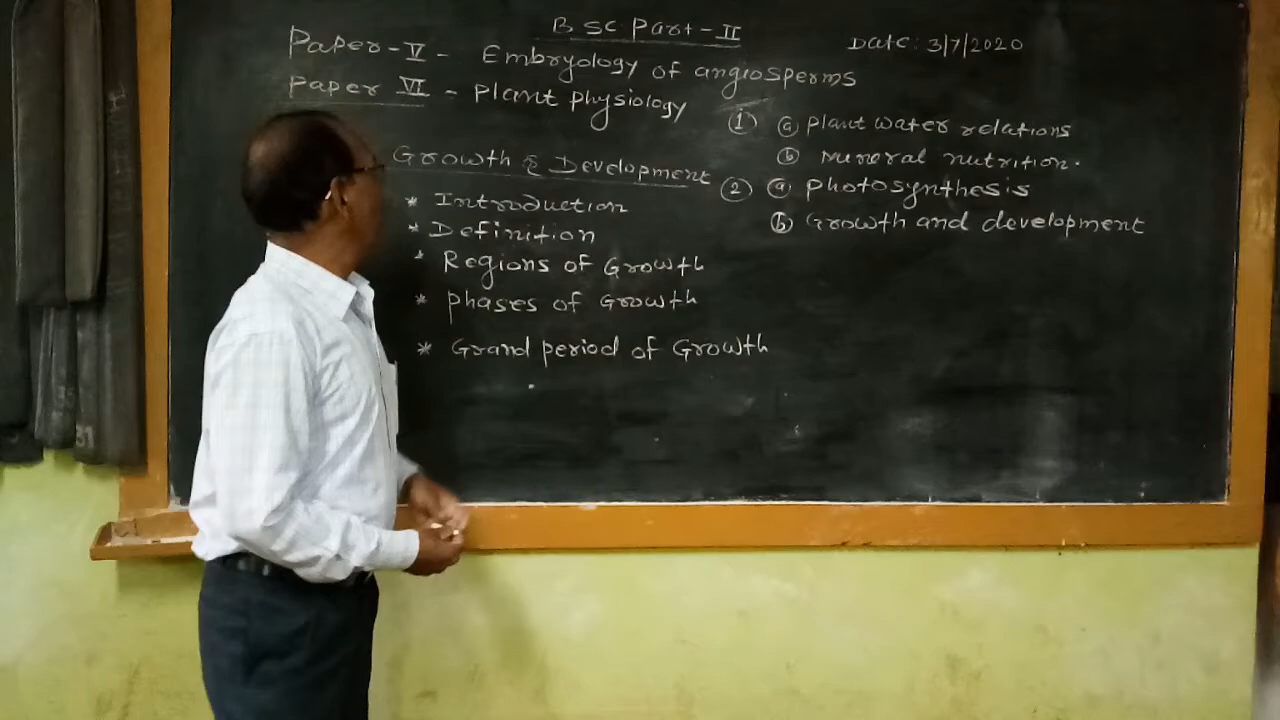 BSC Part-II
Date: 3/7/2020
Paper-V - Embryology of angiosperms
Paper VI - Plant physiology
Growth & Development
* Introduction
* Definition
* Regions of Growth
* Phases of Growth
* Grand period of Growth
1 a Plant water relations
b Mineral nutrition.
2 a Photosynthesis
b Growth and development